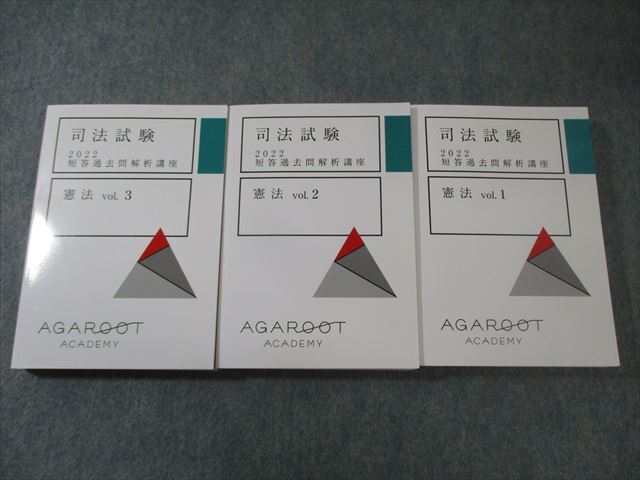 司法試験
2022
短答過去問解析講座
憲法 vol. 3
AGAROOT
ACADEMY
司法試験
2022
短答過去問解析講座
憲法 vol. 2
AGAROOT
ACADEMY
司法試験
2022
短答過去問解析講座
憲法 vol. 1
AGAROOT
ACADEMY